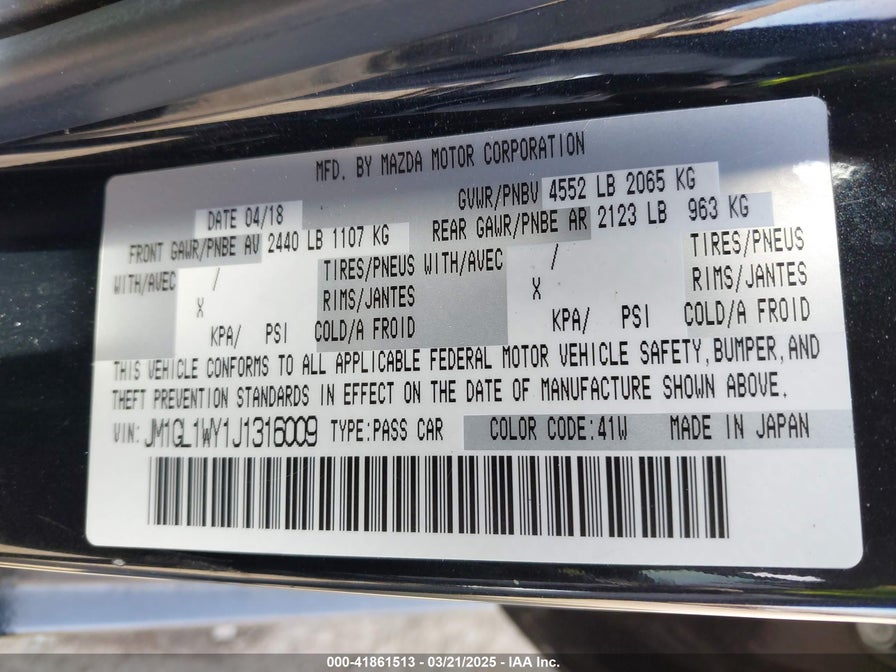 MFD. BY MAZDA MOTOR CORPORATION
DATE 04/18 GVWR/PNBV 4552 LB 2065 KG
FRONT GAWR/PNBE AV 2440 LB 1107 KG REAR GAWR/PNBE AR 2123 LB 963 KG
WITH/AVEC / TIRES/PNEUS WITH/AVEC / TIRES/PNEUS
X RIMS/JANTES X RIMS/JANTES
KPA/ PSI COLD/A FROID KPA/ PSI COLD/A FROID
THIS VEHICLE CONFORMS TO ALL APPLICABLE FEDERAL MOTOR VEHICLE SAFETY,BUMPER,AND
THEFT PREVENTION STANDARDS IN EFFECT ON THE DATE OF MANUFACTURE SHOWN ABOVE.
VIN: JM1GL1WY1J1316009 TYPE:PASS CAR COLOR CODE:41W MADE IN JAPAN
000-41861513 - 03/21/2025 - IAA Inc.